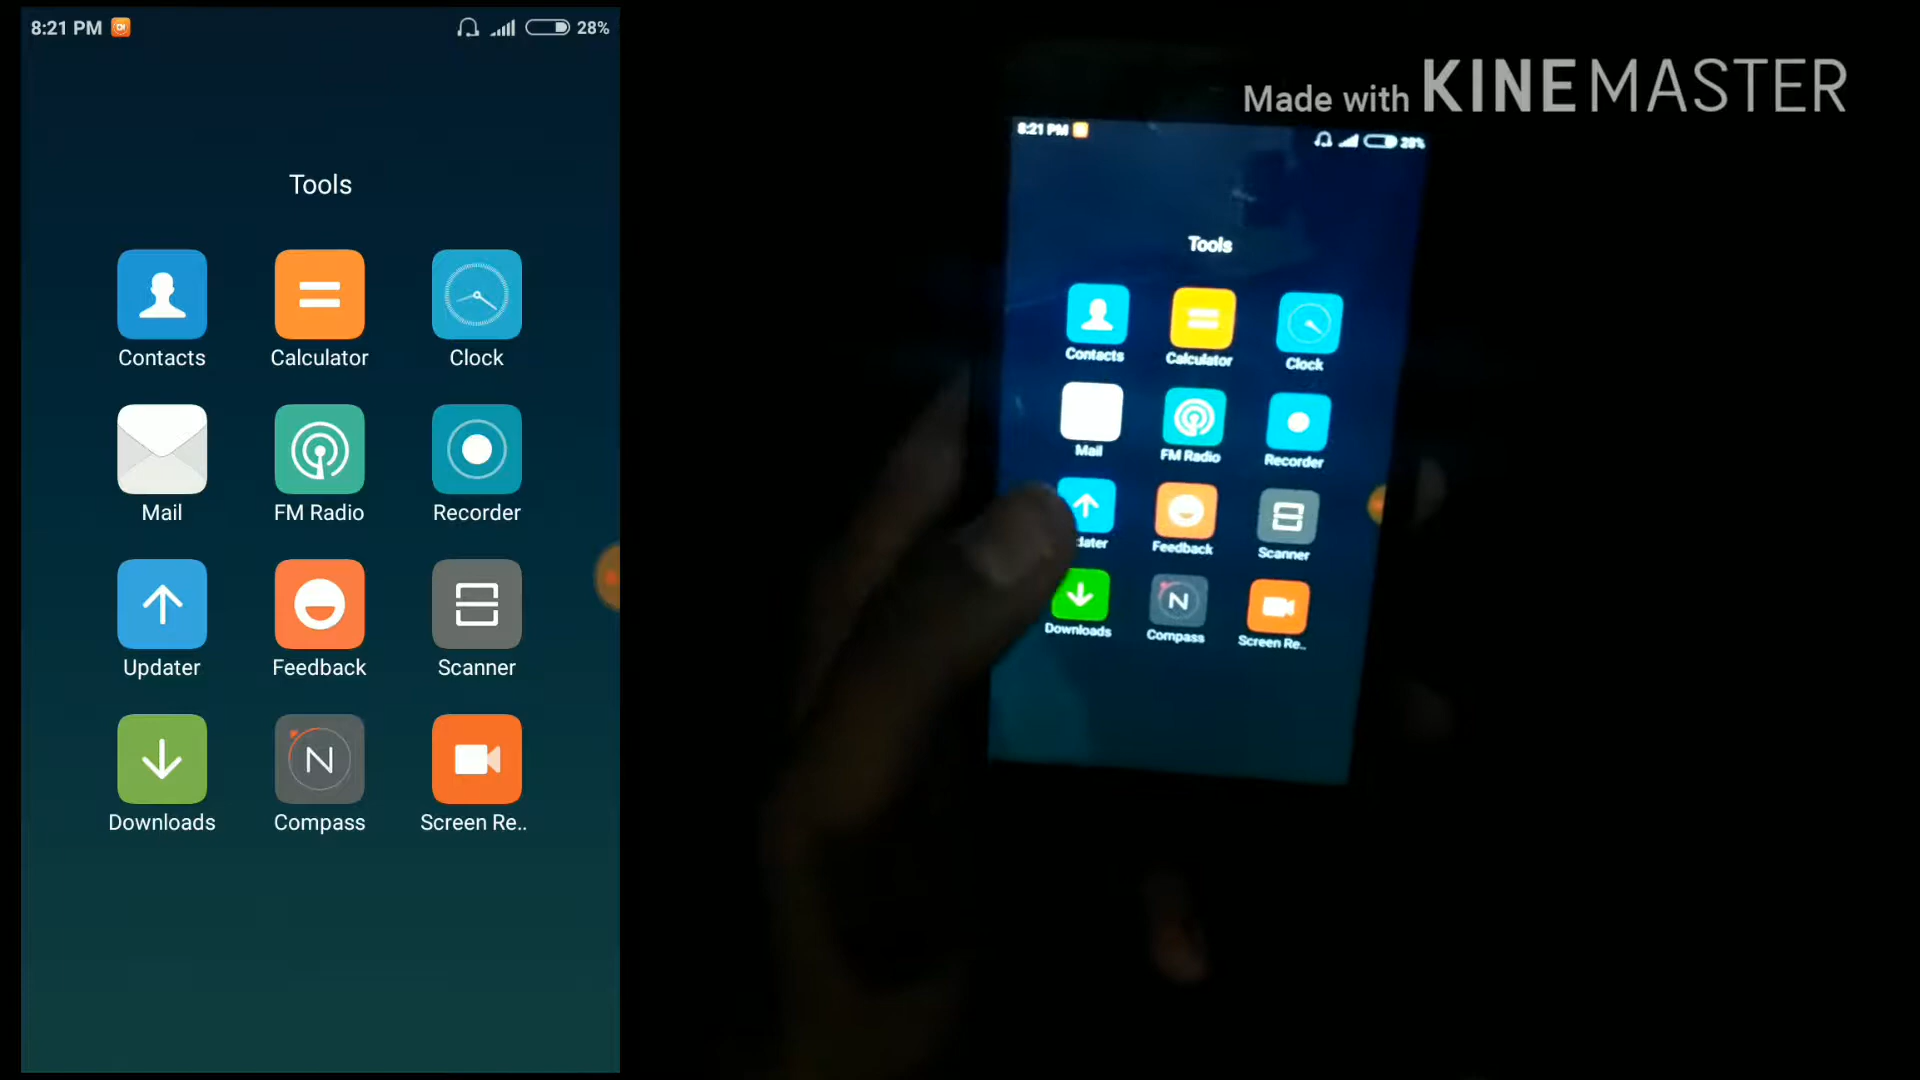 8:21 PM 28%
Tools
Contacts Calculator Clock
Mail FM Radio Recorder
Updater Feedback Scanner
Downloads N Compass Screen Re..
Made with KINEMASTER
8:21 PM 28%
Tools
Contacts Calculator Clock
Mail FM Radio Recorder
dater Feedback Scanner
Downloads N Compass Screen Re..